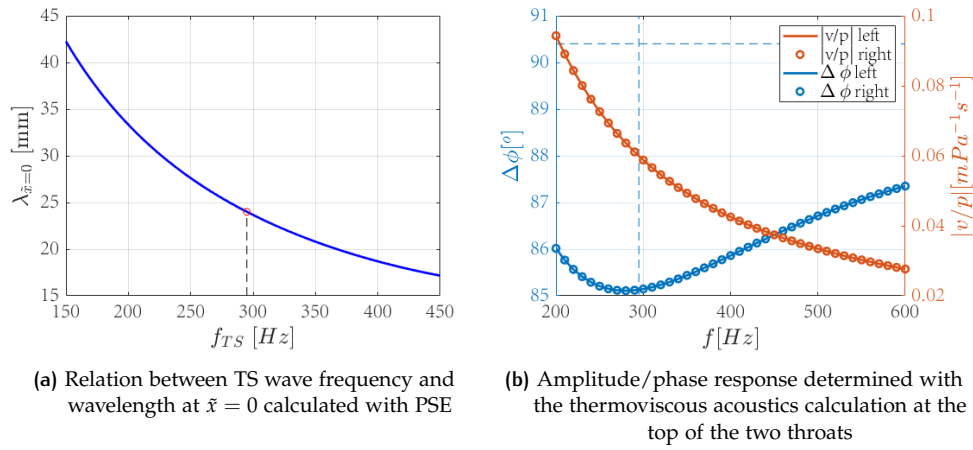 45
40
35
30
25
20
15
λ_{x̃=0} [mm]
150 200 250 300 350 400 450
f_{TS} [Hz]
91
90
89
88
87
86
85
Δϕ[^o]
0.1
0.08
0.06
0.04
0.02
|v/p|[mPa^{-1}s^{-1}]
|v/p| left
|v/p| right
Δ ϕ left
Δ ϕ right
200 300 400 500 600
f[Hz]
(a) Relation between TS wave frequency and
wavelength at x̃ = 0 calculated with PSE
(b) Amplitude/phase response determined with
the thermoviscous acoustics calculation at the
top of the two throats